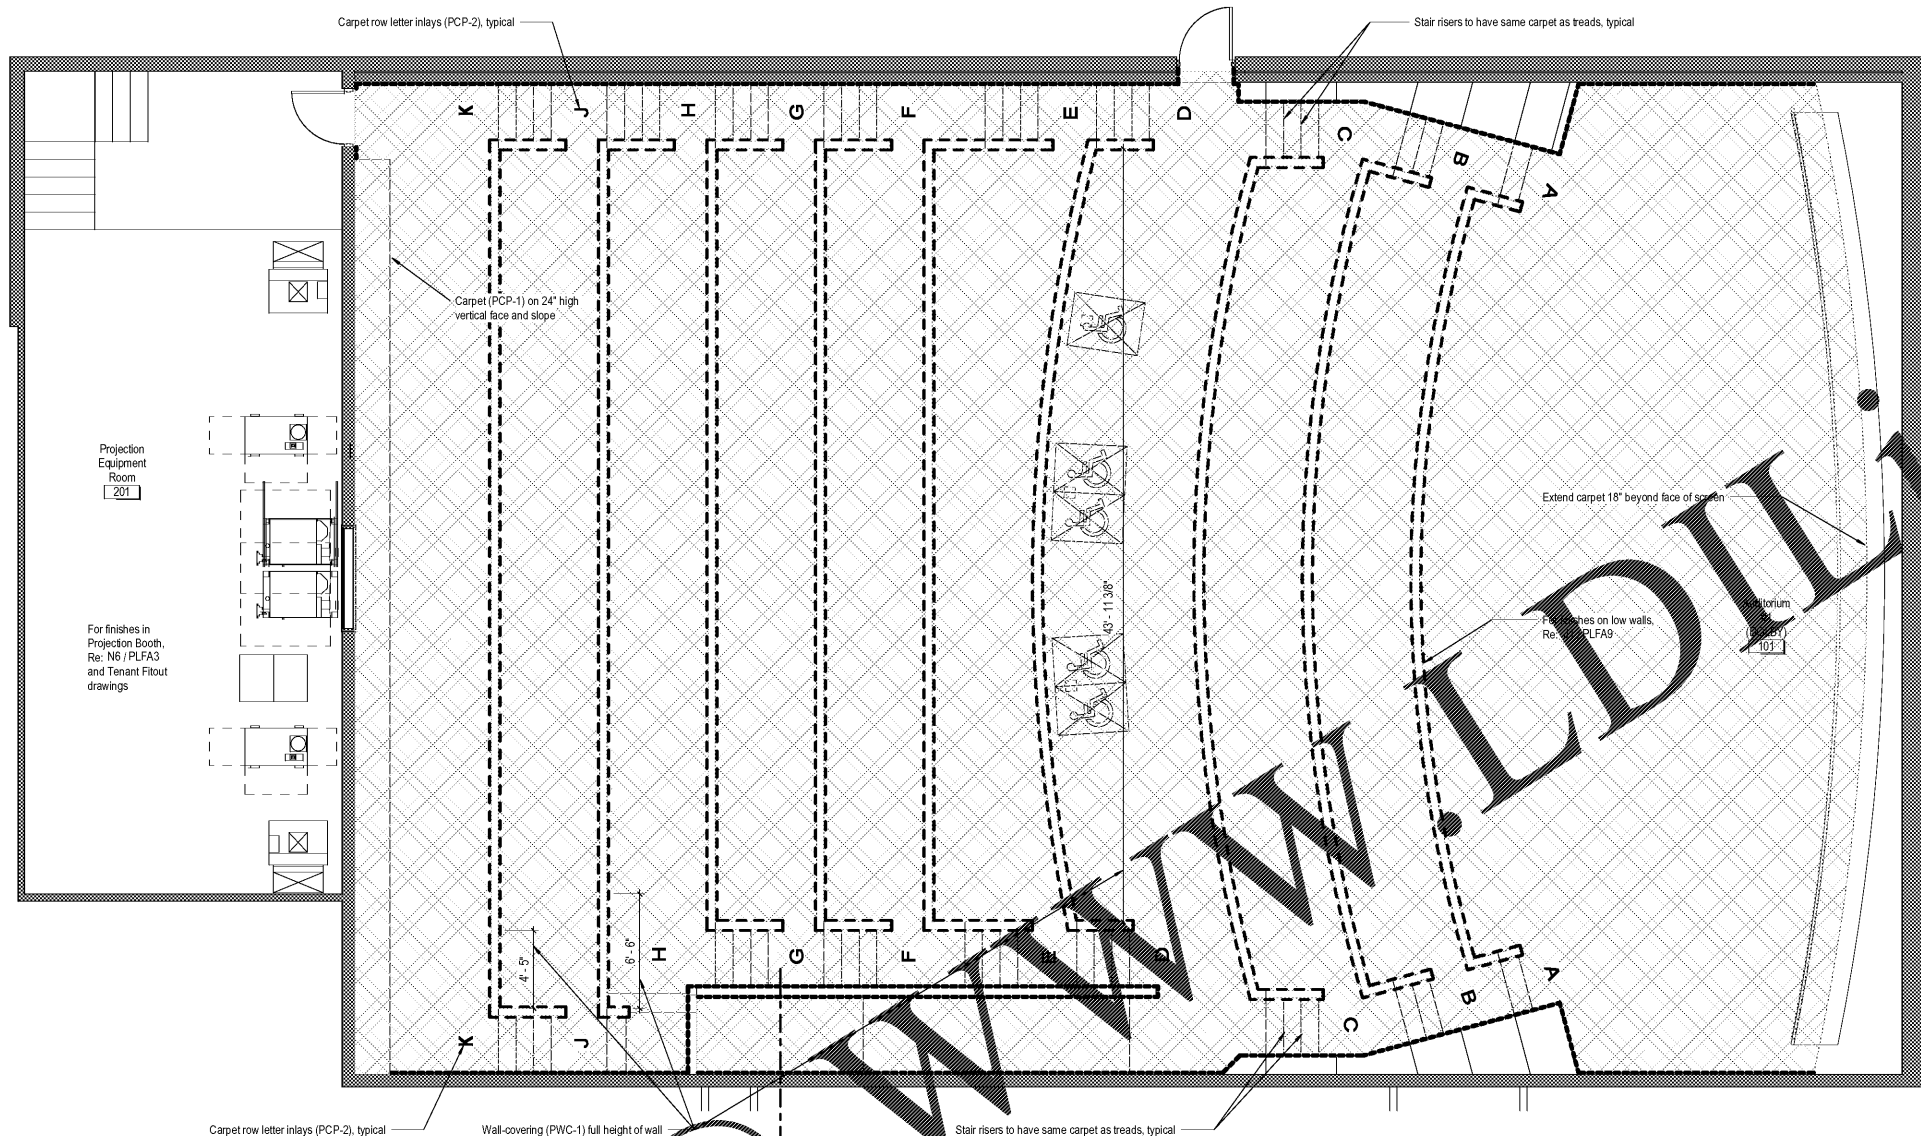 Carpet row letter inlays (PCP-2), typical
Stair risers to have same carpet as treads, typical
K
J
H
G
F
E
D
C
B
A
Carpet (PCP-1) on 24" high
vertical face and slope
Projection
Equipment
Room
201
Extend carpet 18" beyond face of screen
43' - 11 3/8"
101
on low walls,
PLFA9
For finishes in
Projection Booth,
Re: N6 / PLFA3
and Tenant Fitout
drawings
WWW.LDIL
4' - 5"
6' - 6"
H
G
F
E
D
A
B
C
K
J
Carpet row letter inlays (PCP-2), typical
Wall-covering (PWC-1) full height of wall
Stair risers to have same carpet as treads, typical